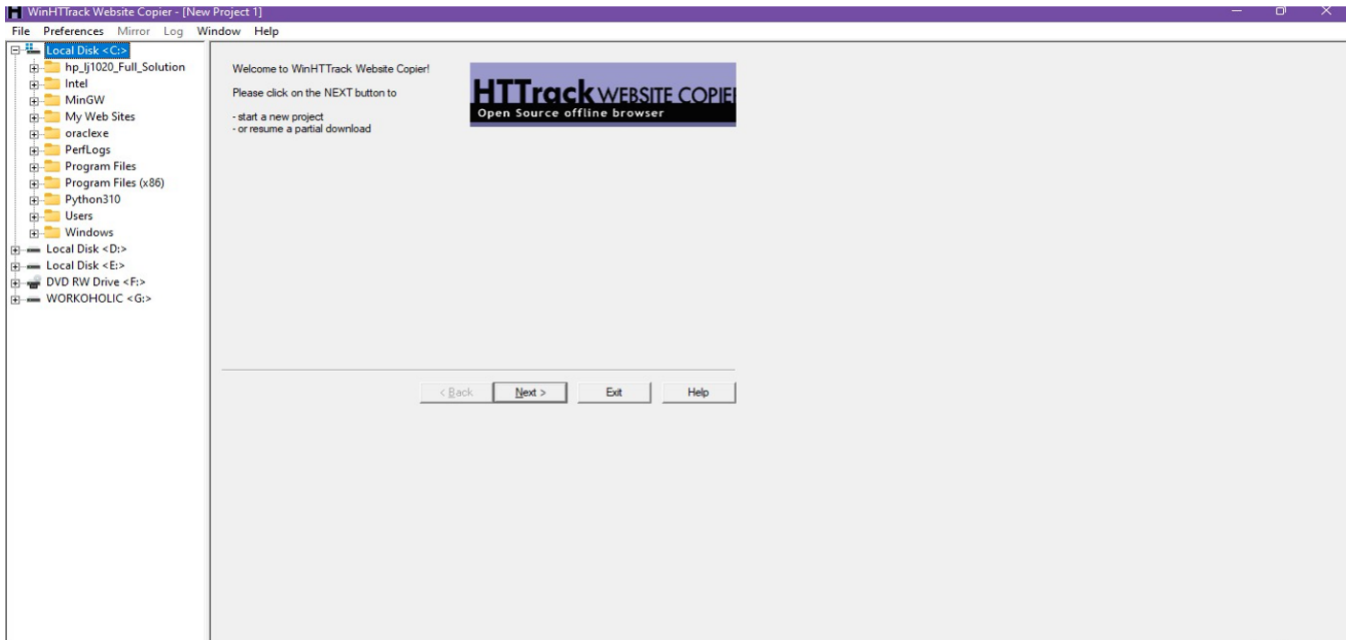 WinHTTrack Website Copier - [New Project 1]
File Preferences Mirror Log Window Help
Local Disk <C:>
hp_lj1020_Full_Solution
Intel
MinGW
My Web Sites
oraclexe
PerfLogs
Program Files
Program Files (x86)
Python310
Users
Windows
Local Disk <D:>
Local Disk <E:>
DVD RW Drive <F:>
WORKOHOLIC <G:>
Welcome to WinHTTrack Website Copier!
Please click on the NEXT button to
- start a new project
- or resume a partial download
HTTrack WEBSITE COPIE
Open Source offline browser
< Back Next > Exit Help